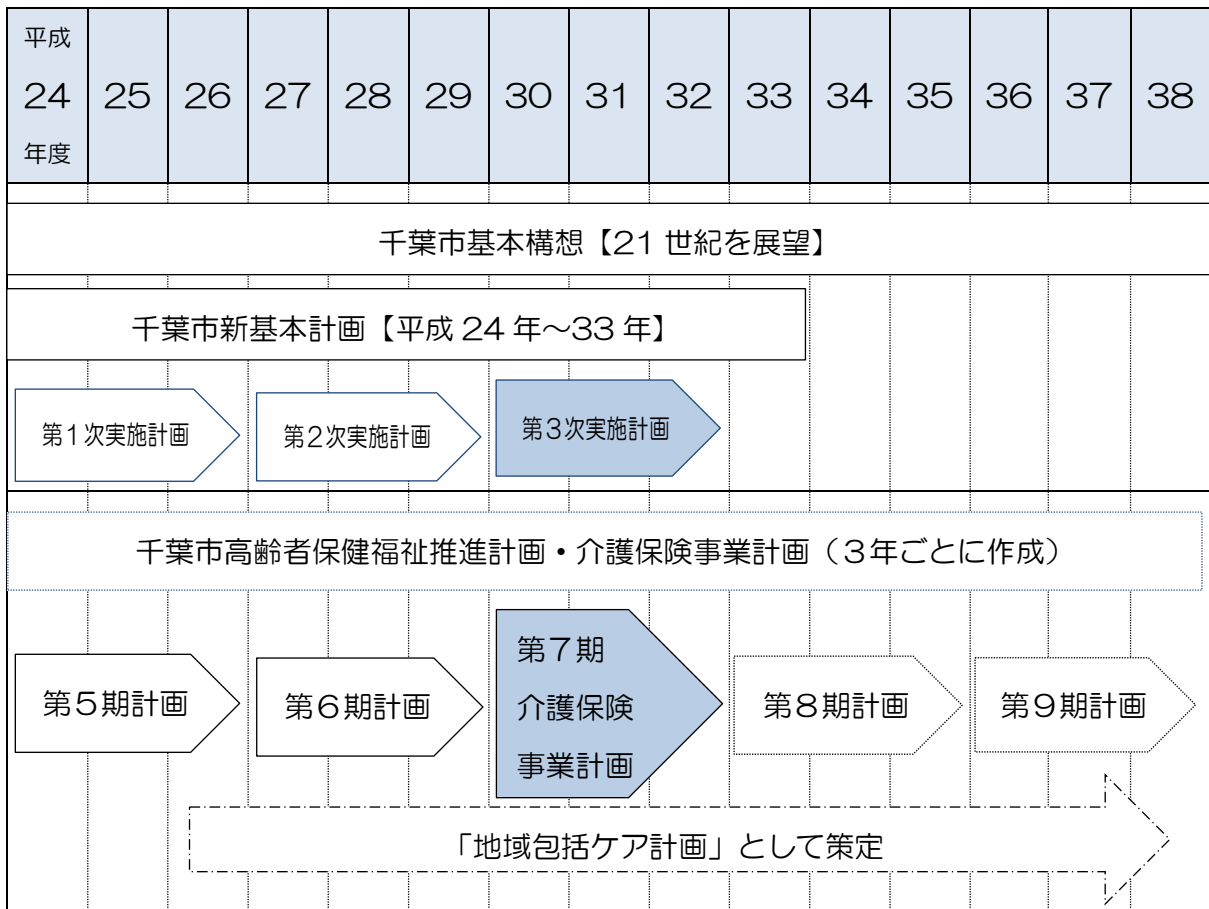 平成
24 25 26 27 28 29 30 31 32 33 34 35 36 37 38
年度
千葉市基本構想【21世紀を展望】
千葉市新基本計画【平成24年～33年】
第1次実施計画 第2次実施計画 第3次実施計画
千葉市高齢者保健福祉推進計画・介護保険事業計画（3年ごとに作成）
第5期計画
第6期計画
第7期
介護保険
事業計画
第8期計画
第9期計画
「地域包括ケア計画」として策定